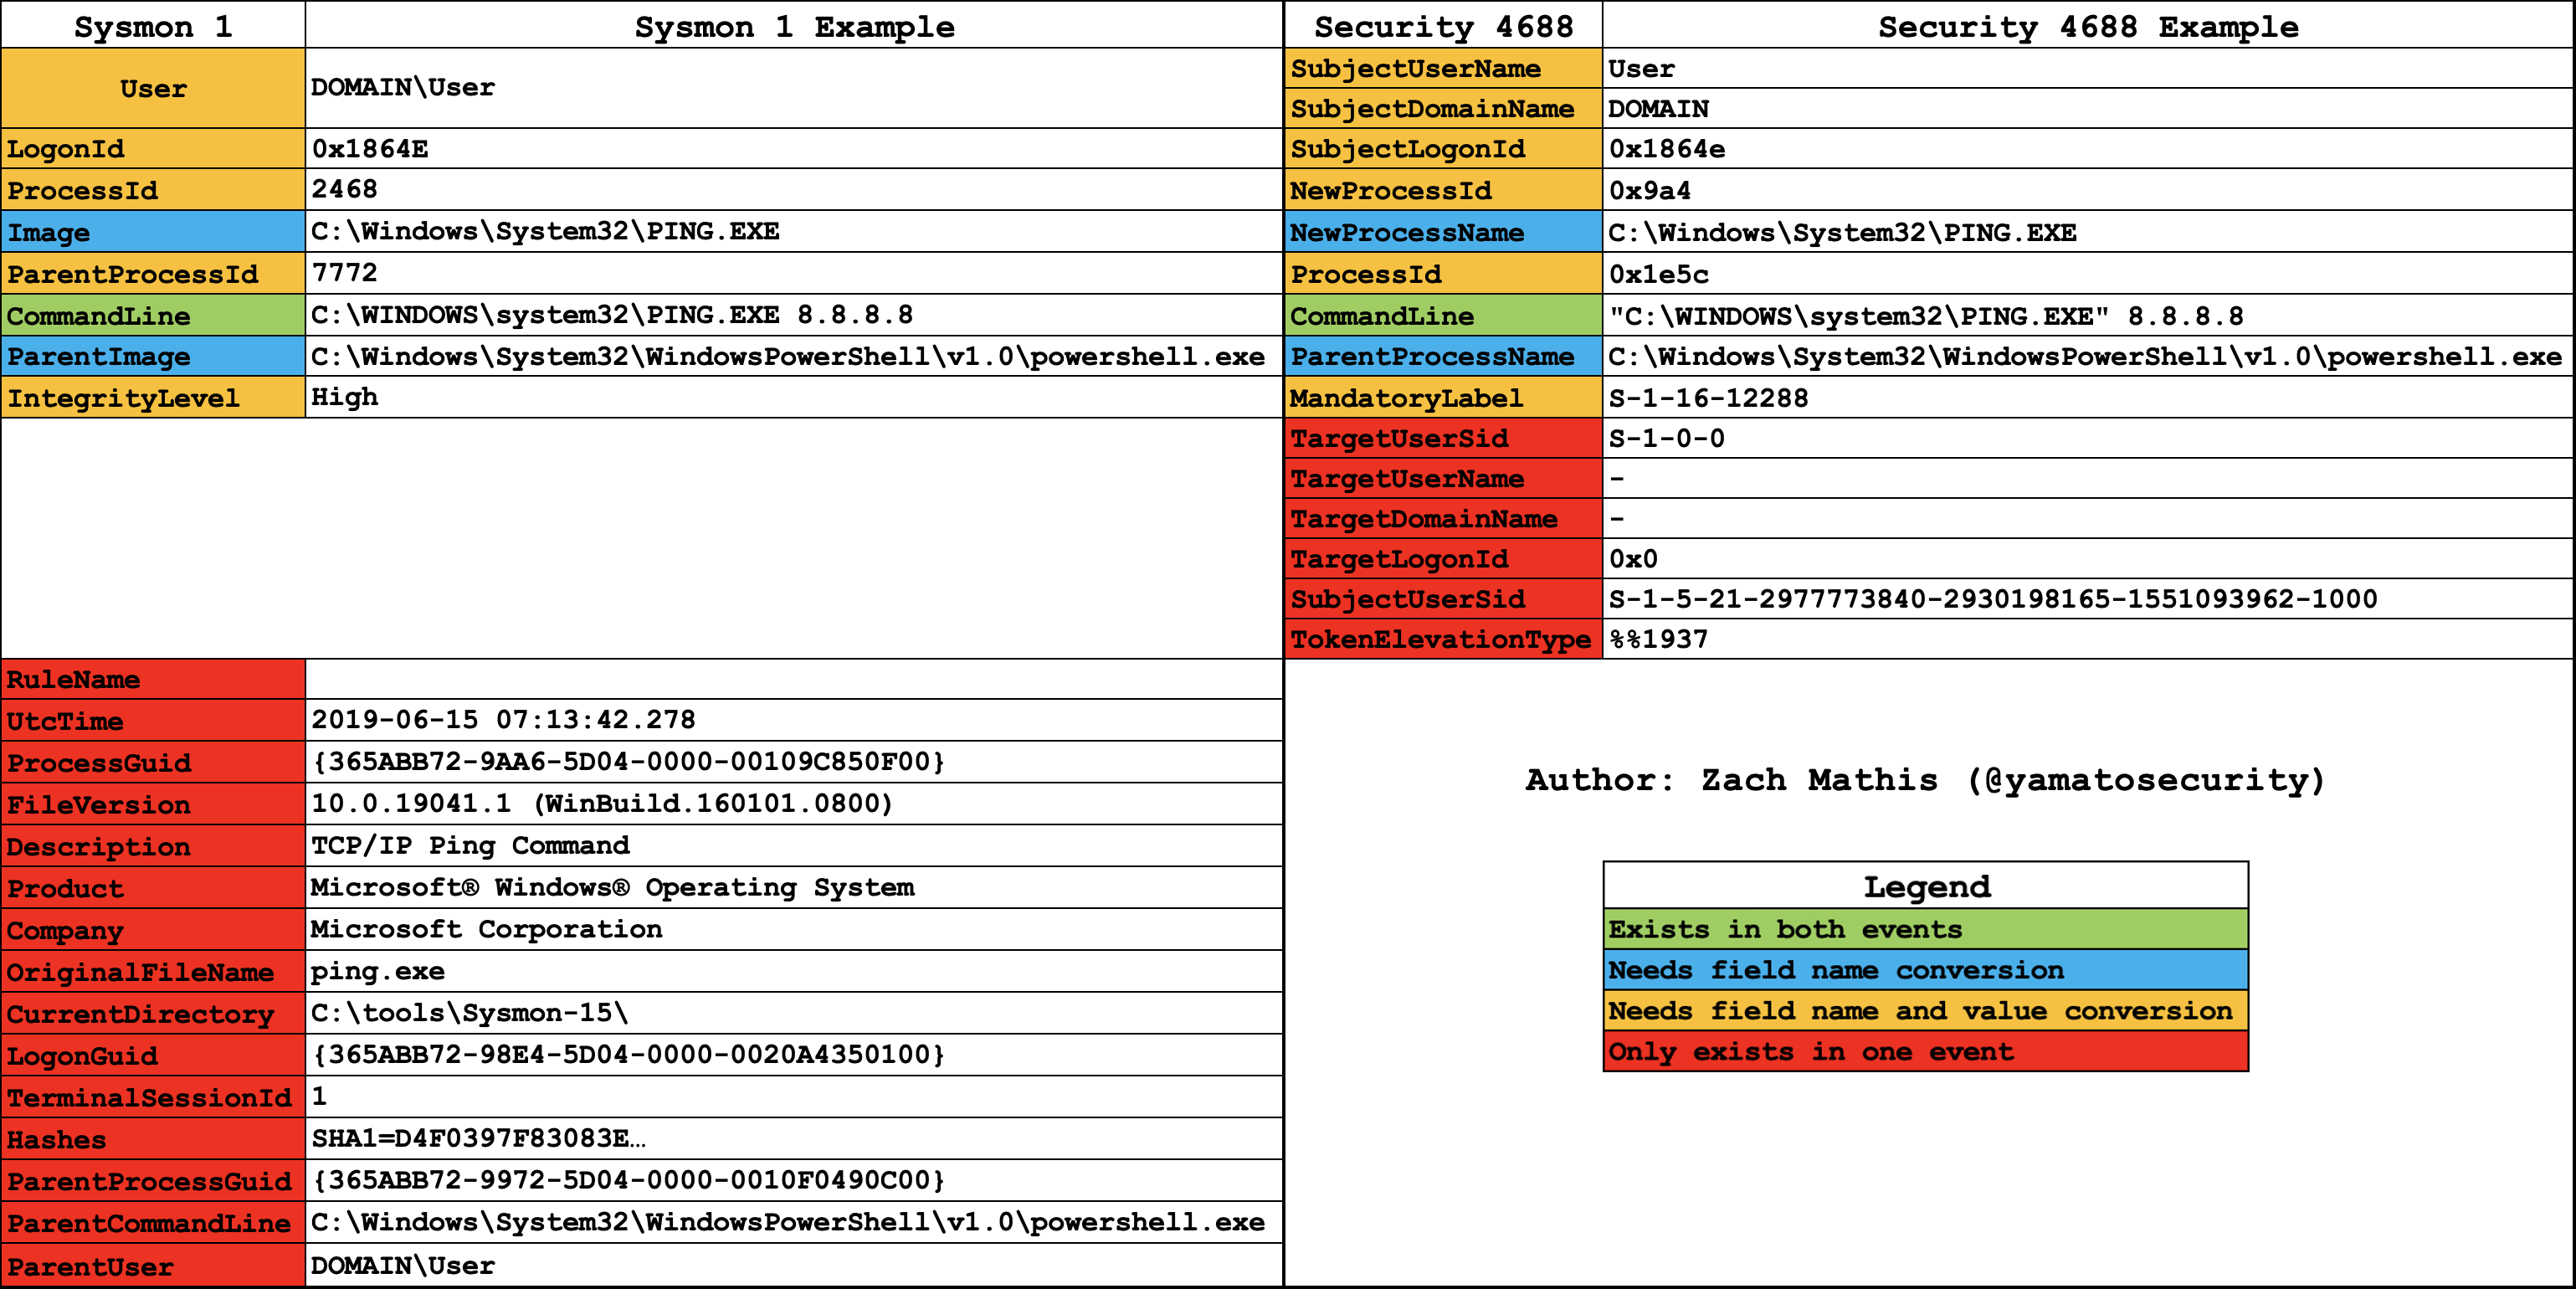 Sysmon 1 Sysmon 1 Example Security 4688 Security 4688 Example
User DOMAIN\User SubjectUserName User
SubjectDomainName DOMAIN
LogonId 0x1864E SubjectLogonId 0x1864e
ProcessId 2468 NewProcessId 0x9a4
Image C:\Windows\System32\PING.EXE NewProcessName C:\Windows\System32\PING.EXE
ParentProcessId 7772 ProcessId 0x1e5c
CommandLine C:\WINDOWS\system32\PING.EXE 8.8.8.8 CommandLine "C:\WINDOWS\system32\PING.EXE" 8.8.8.8
ParentImage C:\Windows\System32\WindowsPowerShell\v1.0\powershell.exe ParentProcessName C:\Windows\System32\WindowsPowerShell\v1.0\powershell.exe
IntegrityLevel High MandatoryLabel S-1-16-12288
TargetUserSid S-1-0-0
TargetUserName -
TargetDomainName -
TargetLogonId 0x0
SubjectUserSid S-1-5-21-2977773840-2930198165-1551093962-1000
TokenElevationType %%1937
RuleName
UtcTime 2019-06-15 07:13:42.278
ProcessGuid {365ABB72-9AA6-5D04-0000-00109C850F00}
FileVersion 10.0.19041.1 (WinBuild.160101.0800)
Description TCP/IP Ping Command
Product Microsoft® Windows® Operating System
Company Microsoft Corporation
OriginalFileName ping.exe
CurrentDirectory C:\tools\Sysmon-15\
LogonGuid {365ABB72-98E4-5D04-0000-0020A4350100}
TerminalSessionId 1
Hashes SHA1=D4F0397F83083E…
ParentProcessGuid {365ABB72-9972-5D04-0000-0010F0490C00}
ParentCommandLine C:\Windows\System32\WindowsPowerShell\v1.0\powershell.exe
ParentUser DOMAIN\User
Author: Zach Mathis (@yamatosecurity)
Legend
Exists in both events
Needs field name conversion
Needs field name and value conversion
Only exists in one event